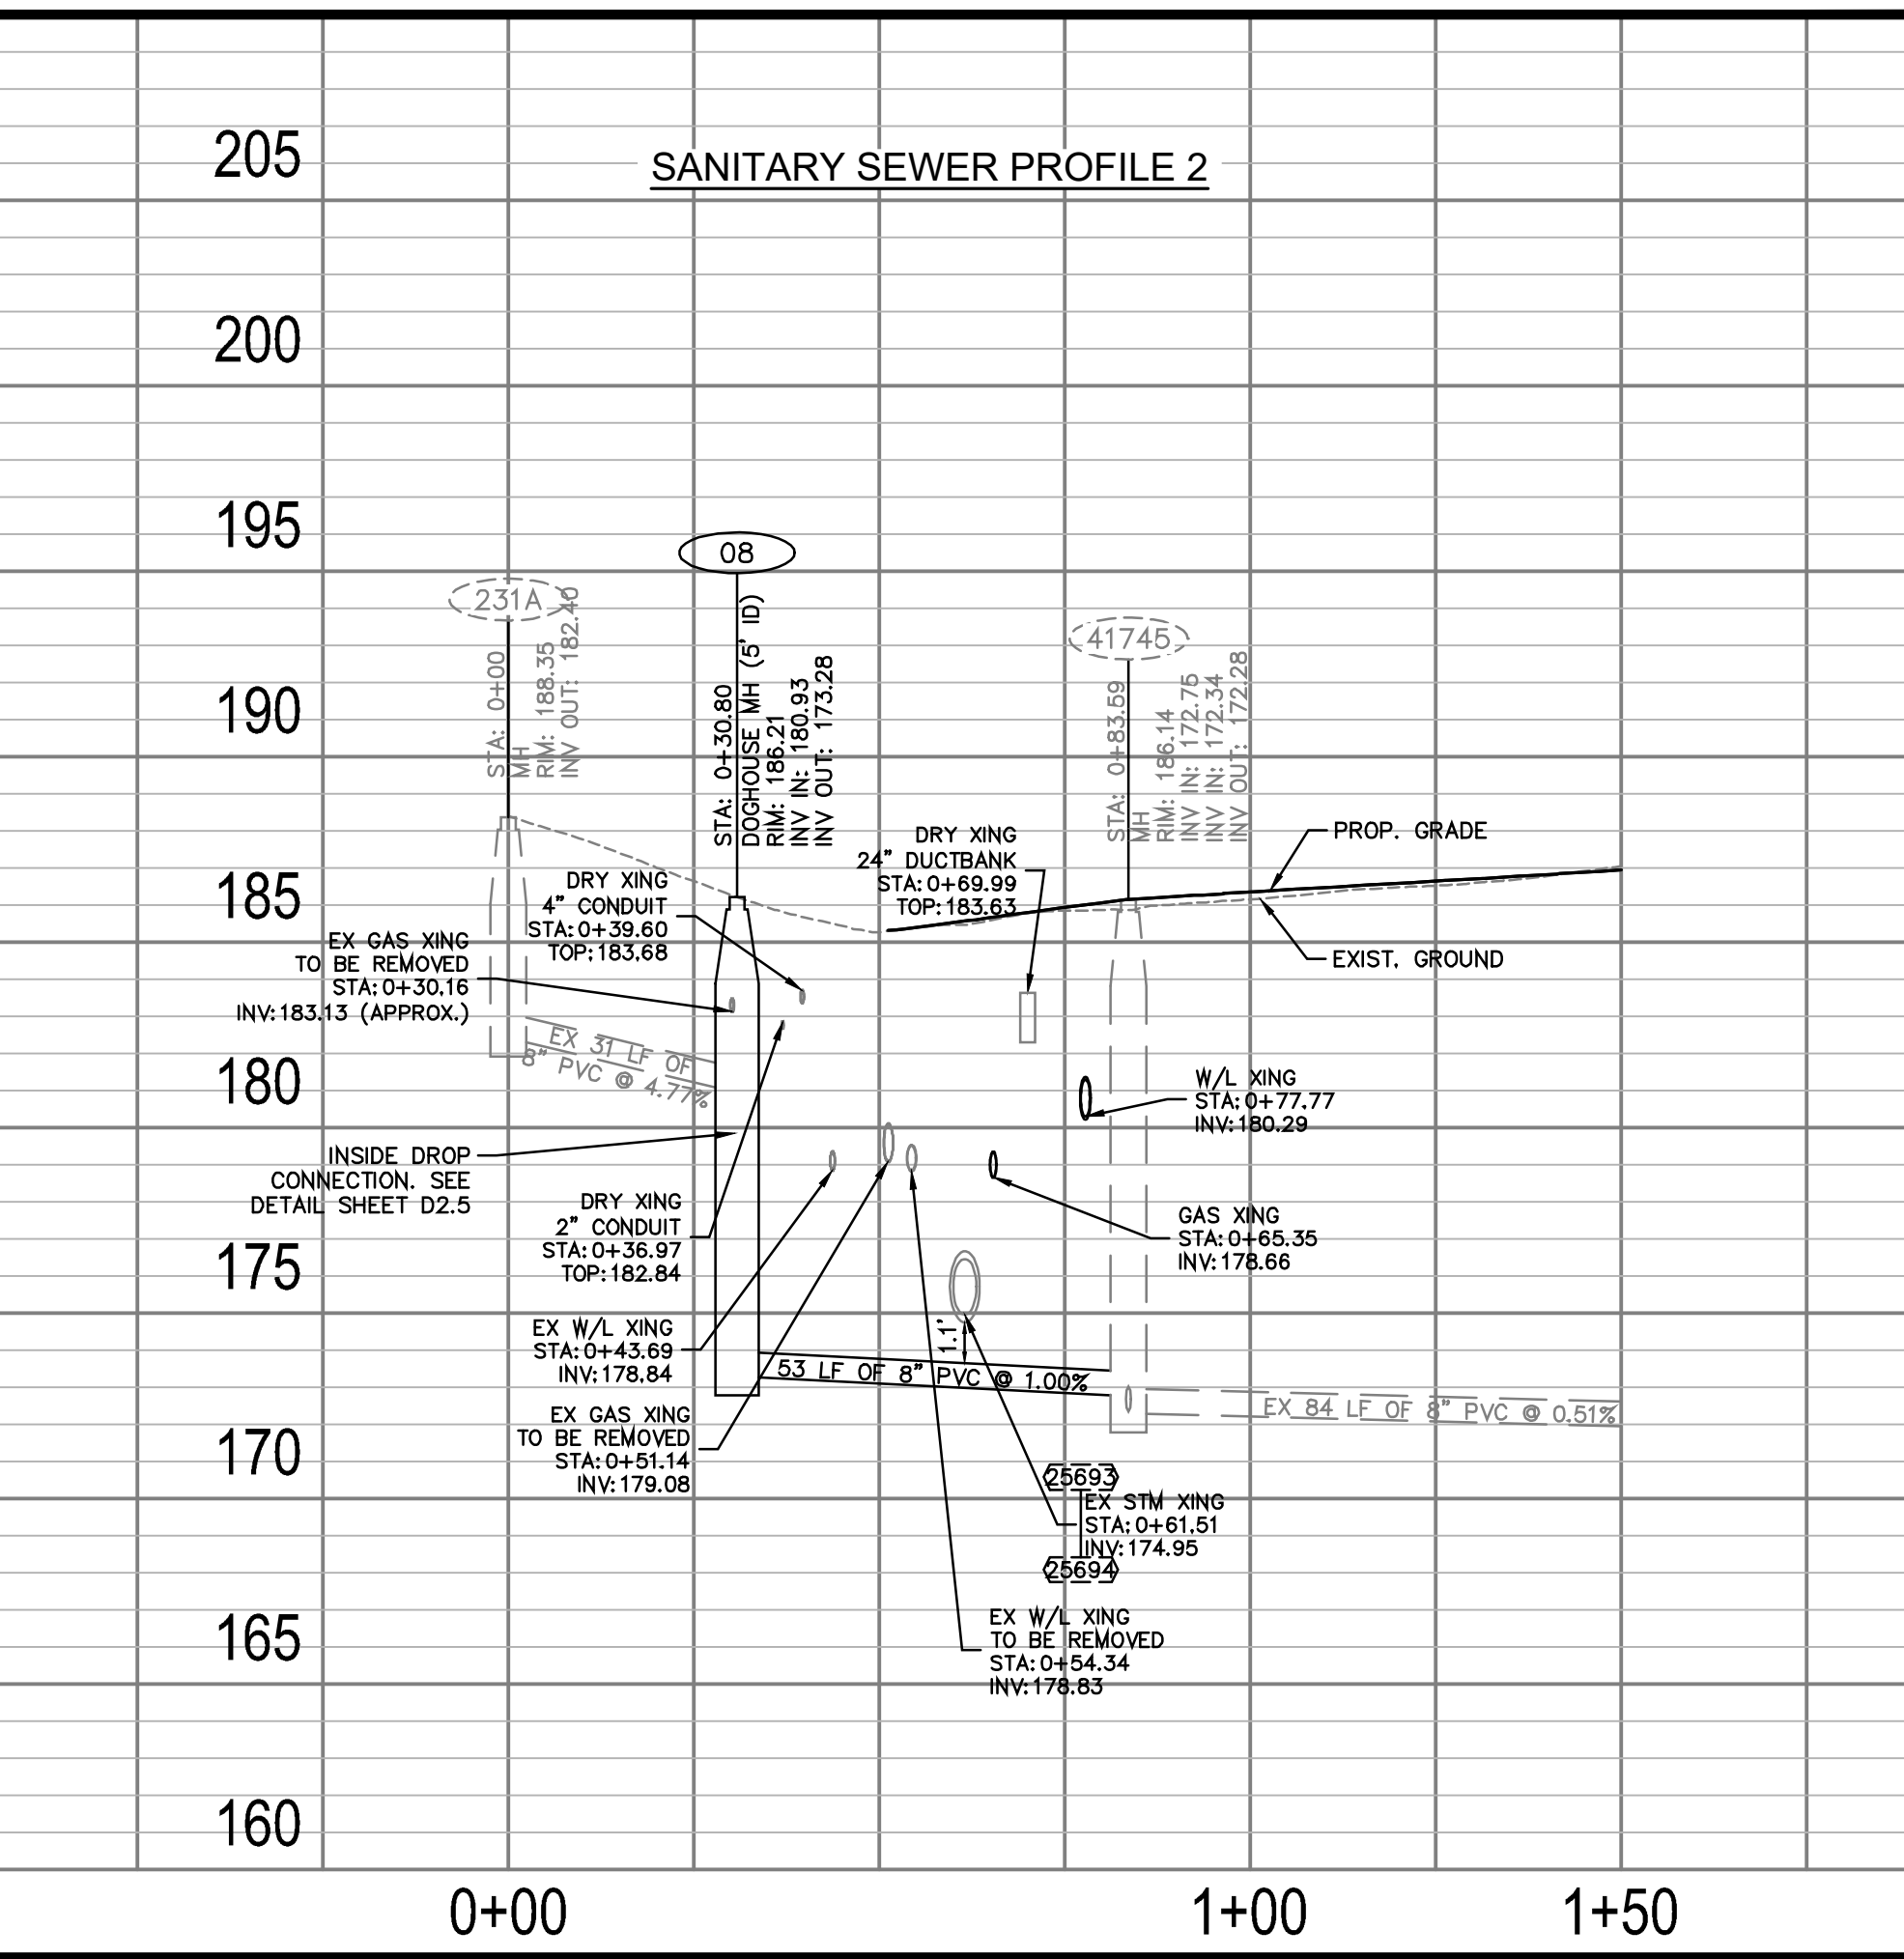 SANITARY SEWER PROFILE 2
205
200
195
190
185
180
175
170
165
160
0+00
1+00
1+50
231A
STA: 0+00
MH
RIM: 188.35
INV OUT: 182.40
08
STA: 0+30.80
DOGHOUSE MH (5' ID)
RIM: 186.21
INV IN: 180.93
INV OUT: 173.28
41745
STA: 0+83.59
MH
RIM: 186.14
INV IN: 172.75
INV IN: 172.34
INV OUT: 172.28
PROP. GRADE
EXIST. GROUND
DRY XING
24" DUCTBANK
STA: 0+69.99
TOP: 183.63
DRY XING
4" CONDUIT
STA: 0+39.60
TOP: 183.68
EX GAS XING
TO BE REMOVED
STA: 0+30.16
INV: 183.13 (APPROX.)
EX 31 LF OF
8" PVC @ 4.77%
W/L XING
STA: 0+77.77
INV: 180.29
INSIDE DROP
CONNECTION. SEE
DETAIL SHEET D2.5
DRY XING
2" CONDUIT
STA: 0+36.97
TOP: 182.84
GAS XING
STA: 0+65.35
INV: 178.66
EX W/L XING
STA: 0+43.69
INV: 178.84
1.1'
53 LF OF 8" PVC @ 1.00%
EX 84 LF OF 8" PVC @ 0.51%
EX GAS XING
TO BE REMOVED
STA: 0+51.14
INV: 179.08
25693
EX STM XING
STA: 0+61.51
INV: 174.95
25694
EX W/L XING
TO BE REMOVED
STA: 0+54.34
INV: 178.83